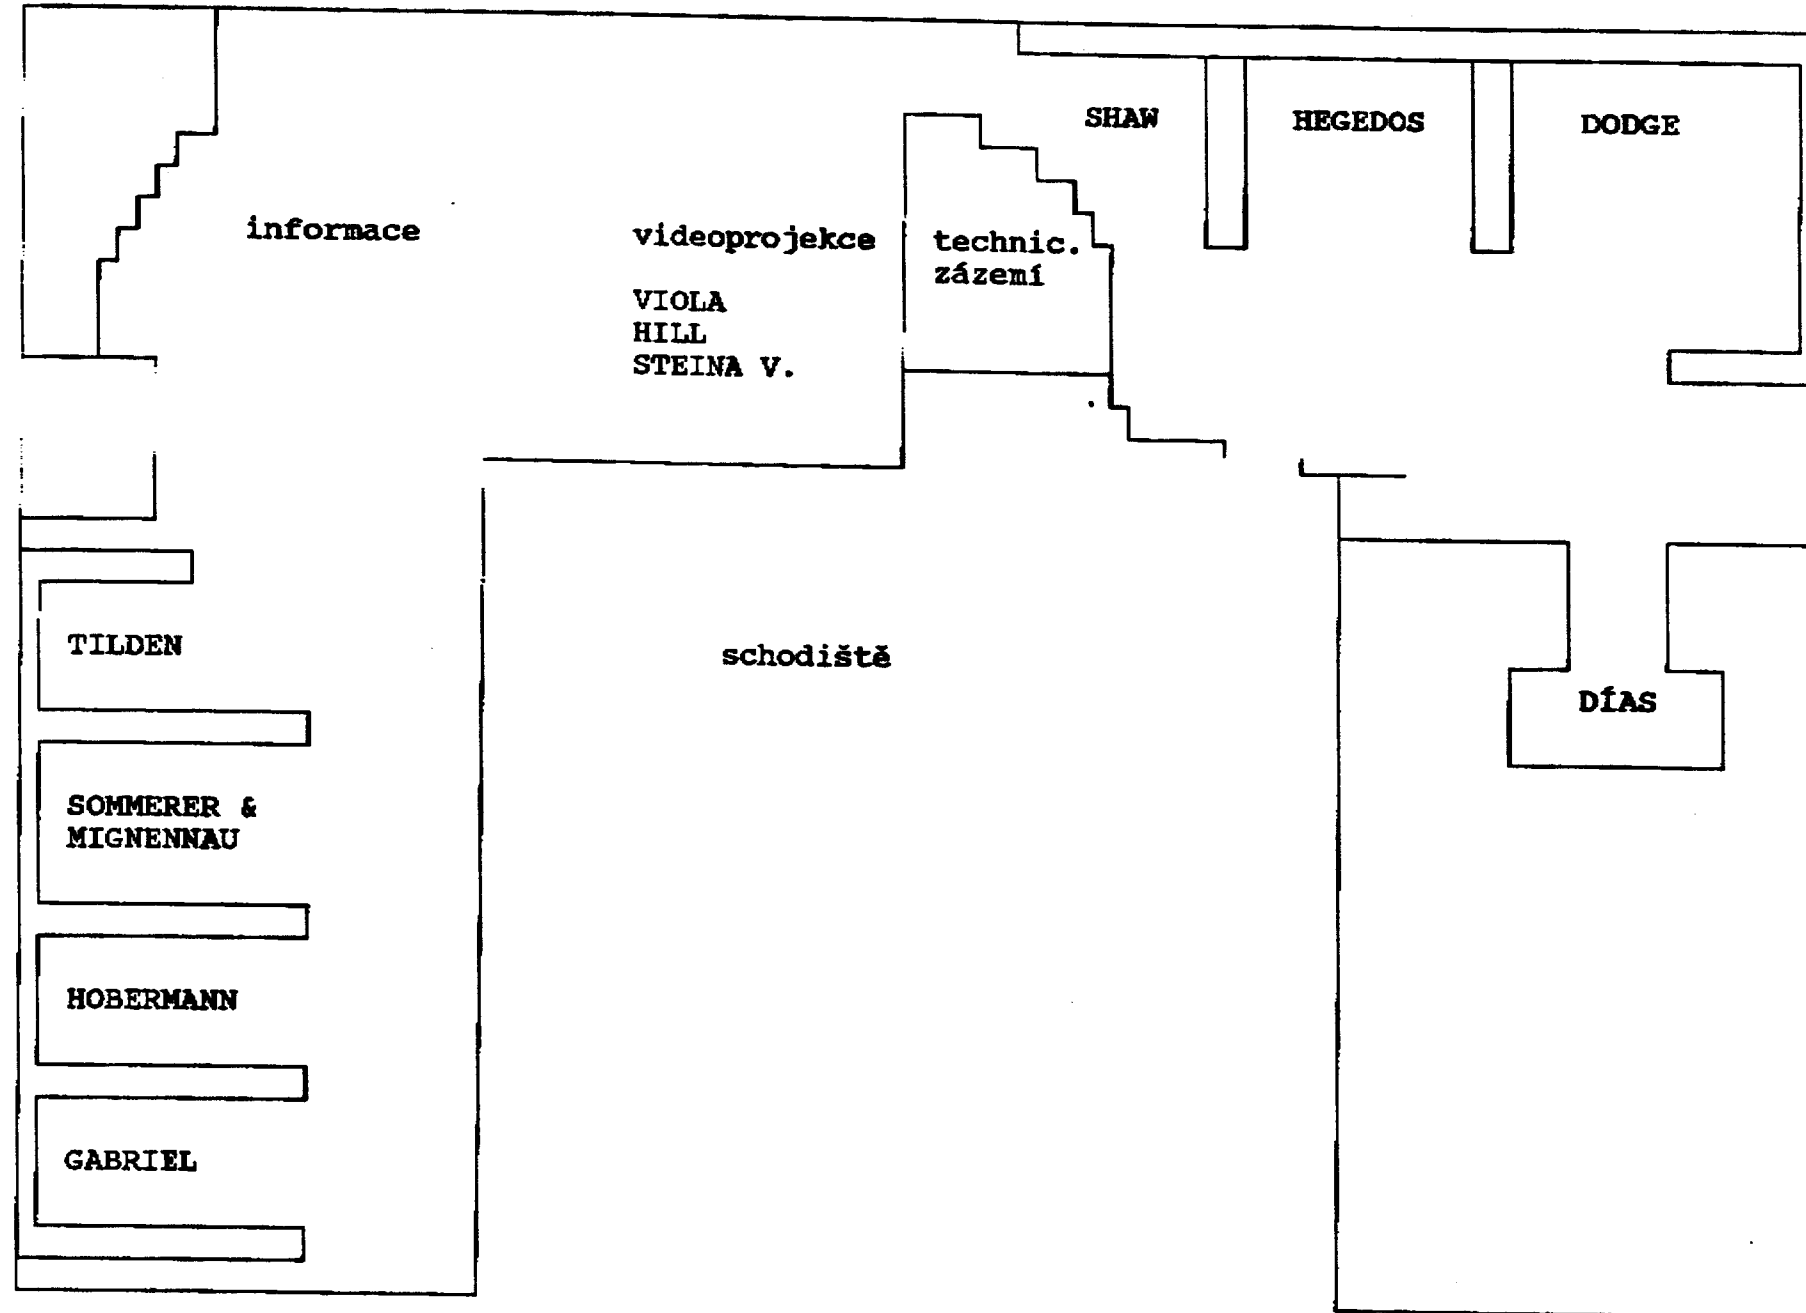 SHAW
HEGEDOS
DODGE
informace
videoprojekce
VIOLA
HILL
STEINA V.
technic.
zázemí
TILDEN
schodiště
DÍAS
SOMMERER &
MIGNENNAU
HOBERMANN
GABRIEL